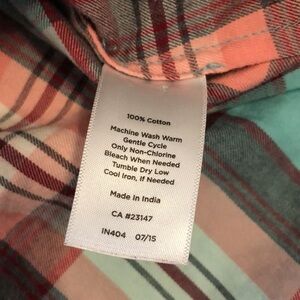 100% Cotton
Machine Wash Warm
Gentle Cycle
Only Non-Chlorine
Bleach When Needed
Tumble Dry Low
Cool Iron, If Needed
Made in India
CA #23147
IN404 07/15